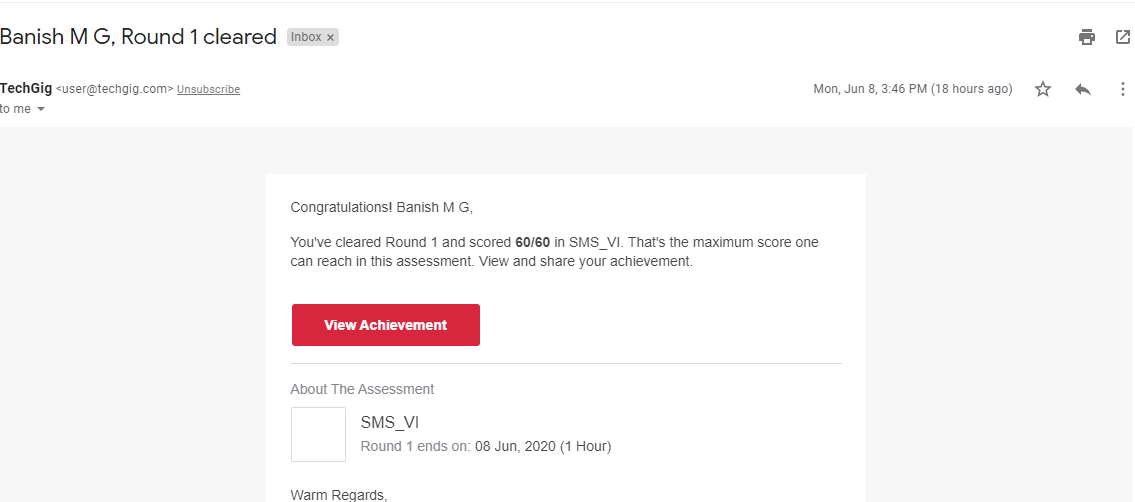 Banish M G, Round 1 cleared Inbox ×
TechGig <user@techgig.com> Unsubscribe Mon, Jun 8, 3:46 PM (18 hours ago)
to me
Congratulations! Banish M G,
You've cleared Round 1 and scored 60/60 in SMS_VI. That's the maximum score one
can reach in this assessment. View and share your achievement.
View Achievement
About The Assessment
SMS_VI
Round 1 ends on: 08 Jun, 2020 (1 Hour)
Warm Regards,